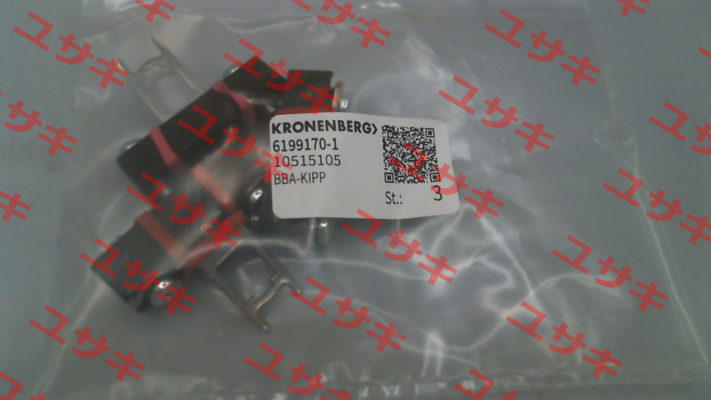 KRONENBERG
6199170-1
10515105
BBA-KIPP
St.: 3
ユサキ